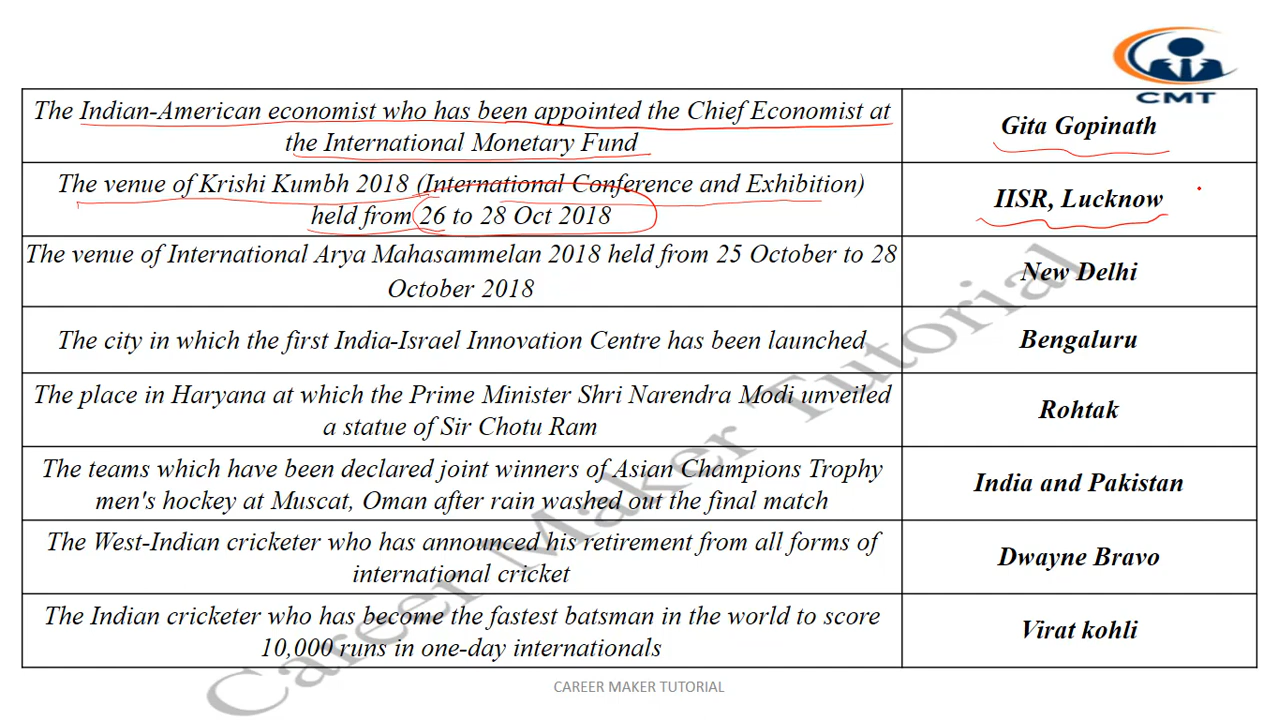 CMT
The Indian-American economist who has been appointed the Chief Economist at
the International Monetary Fund
Gita Gopinath
The venue of Krishi Kumbh 2018 (International Conference and Exhibition)
held from 26 to 28 Oct 2018
IISR, Lucknow
The venue of International Arya Mahasammelan 2018 held from 25 October to 28
October 2018
New Delhi
The city in which the first India-Israel Innovation Centre has been launched
Bengaluru
The place in Haryana at which the Prime Minister Shri Narendra Modi unveiled
a statue of Sir Chotu Ram
Rohtak
The teams which have been declared joint winners of Asian Champions Trophy
men's hockey at Muscat, Oman after rain washed out the final match
India and Pakistan
The West-Indian cricketer who has announced his retirement from all forms of
international cricket
Dwayne Bravo
The Indian cricketer who has become the fastest batsman in the world to score
10,000 runs in one-day internationals
Virat kohli
Career Maker Tutorial
CAREER MAKER TUTORIAL